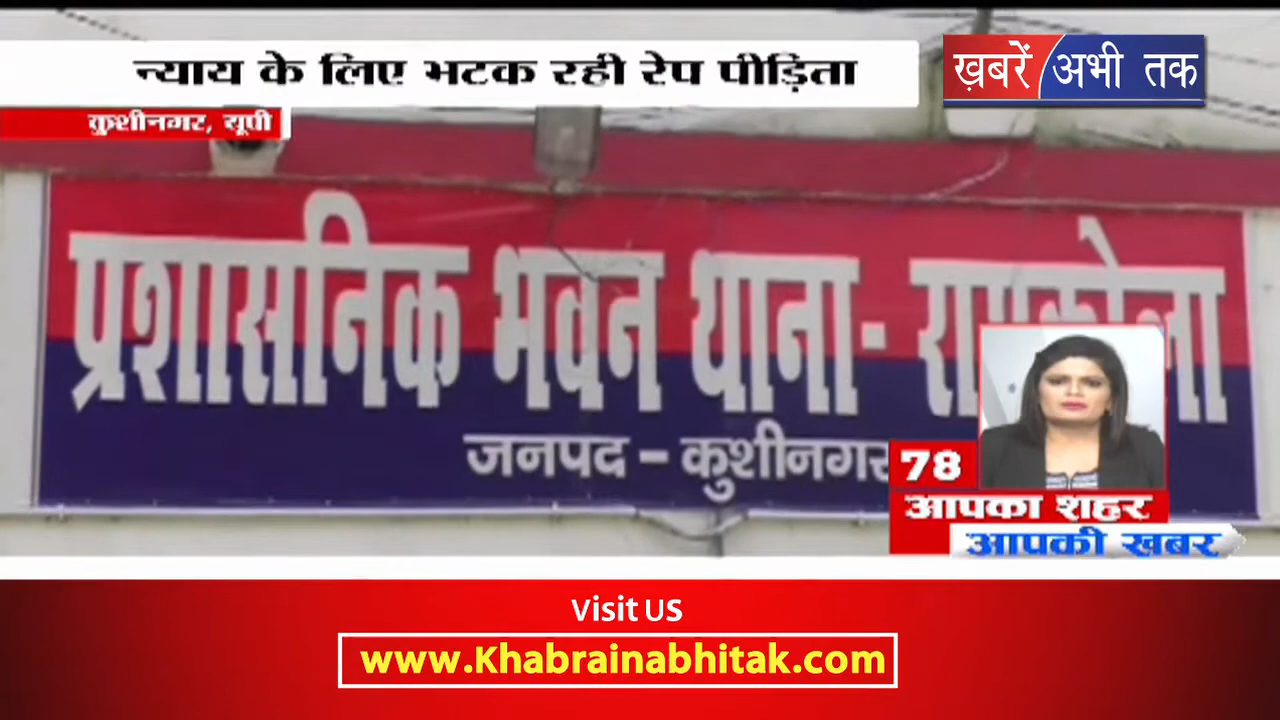 न्याय के लिए भटक रही रेप पीड़िता
ख़बरें अभी तक
कुशीनगर, यूपी
प्रशासनिक भवन थाना-
जनपद - कुशीनगर
78
आपका शहर
आपकी खबर
Visit US
www.Khabrainabhitak.com